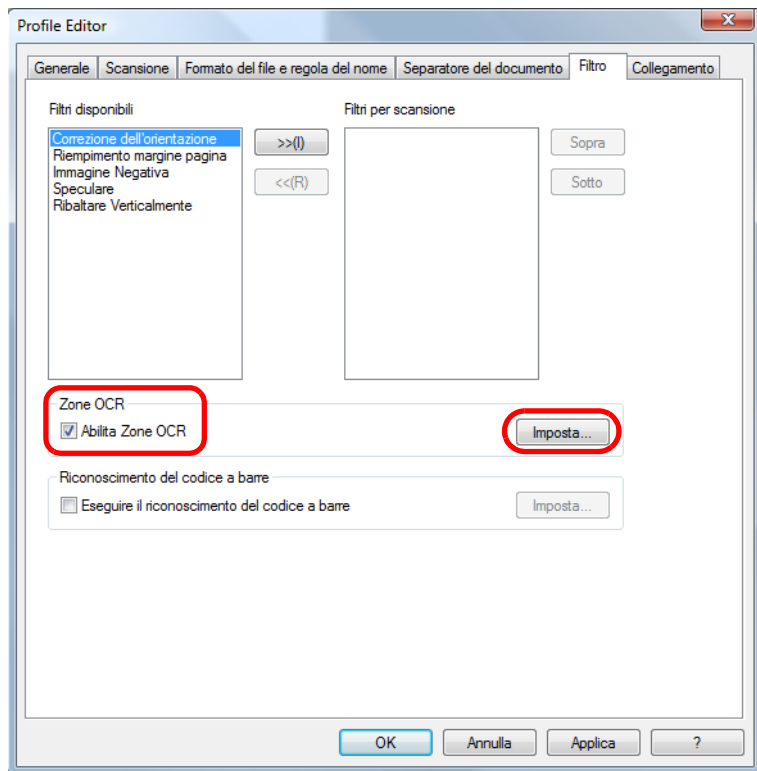 Profile Editor
Generale Scansione Formato del file e regola del nome Separatore del documento Filtro Collegamento
Filtri disponibili Filtri per scansione
Correzione dell'orientazione >>(I) Sopra
Riempimento margine pagina
Immagine Negativa
Speculare <<(R) Sotto
Ribaltare Verticalmente
Zone OCR
Abilita Zone OCR Imposta...
Riconoscimento del codice a barre
Eseguire il riconoscimento del codice a barre Imposta...
OK Annulla Applica ?